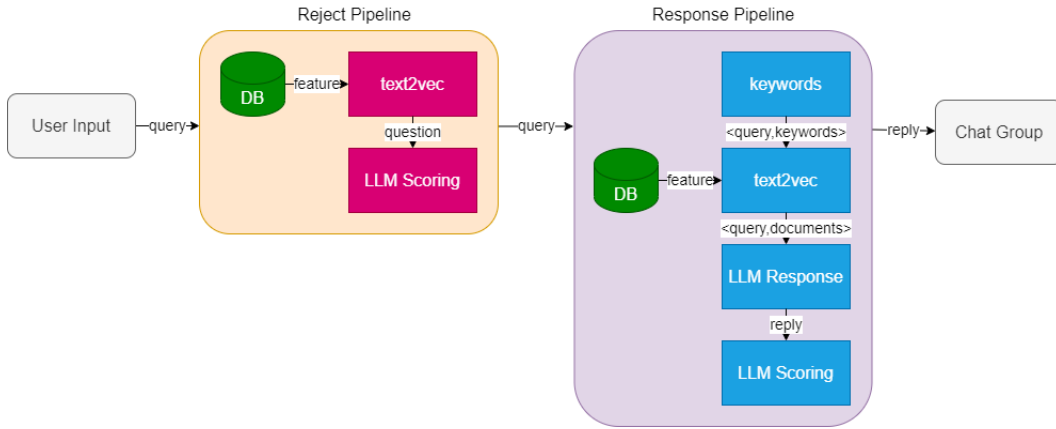 Reject Pipeline
Response Pipeline
User Input
query
DB
feature
text2vec
question
LLM Scoring
query
keywords
<query,keywords>
DB
feature
text2vec
<query,documents>
LLM Response
reply
LLM Scoring
reply
Chat Group